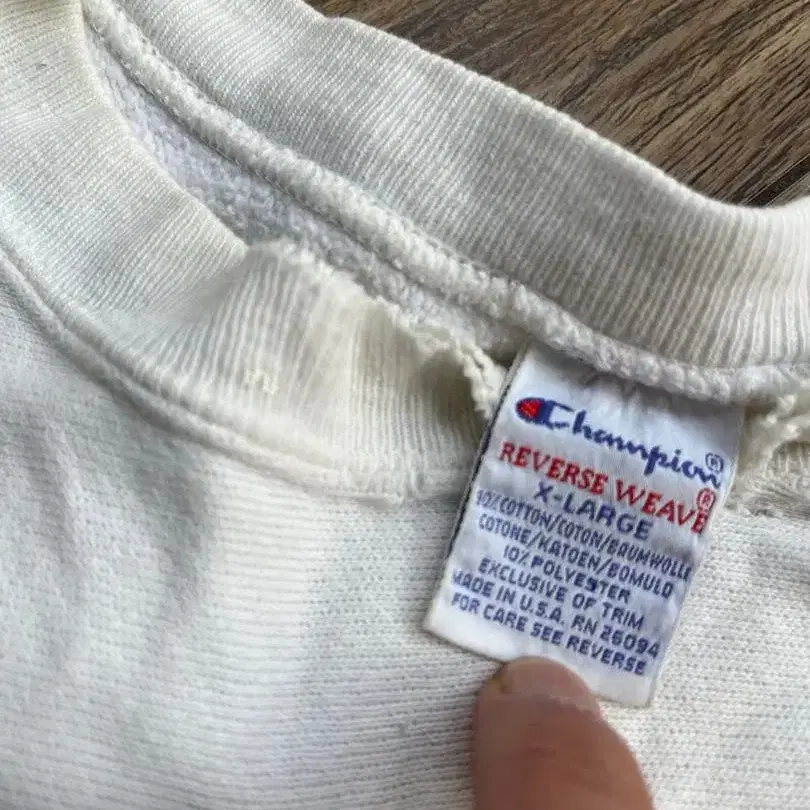 Champion®
REVERSE WEAVE®
X-LARGE
10% COTTON/COTON/BAUMWOLLE
COTONE/KATOEN/BOMULD
10% POLYESTER
EXCLUSIVE OF TRIM
MADE IN U.S.A. RN 26094
FOR CARE SEE REVERSE